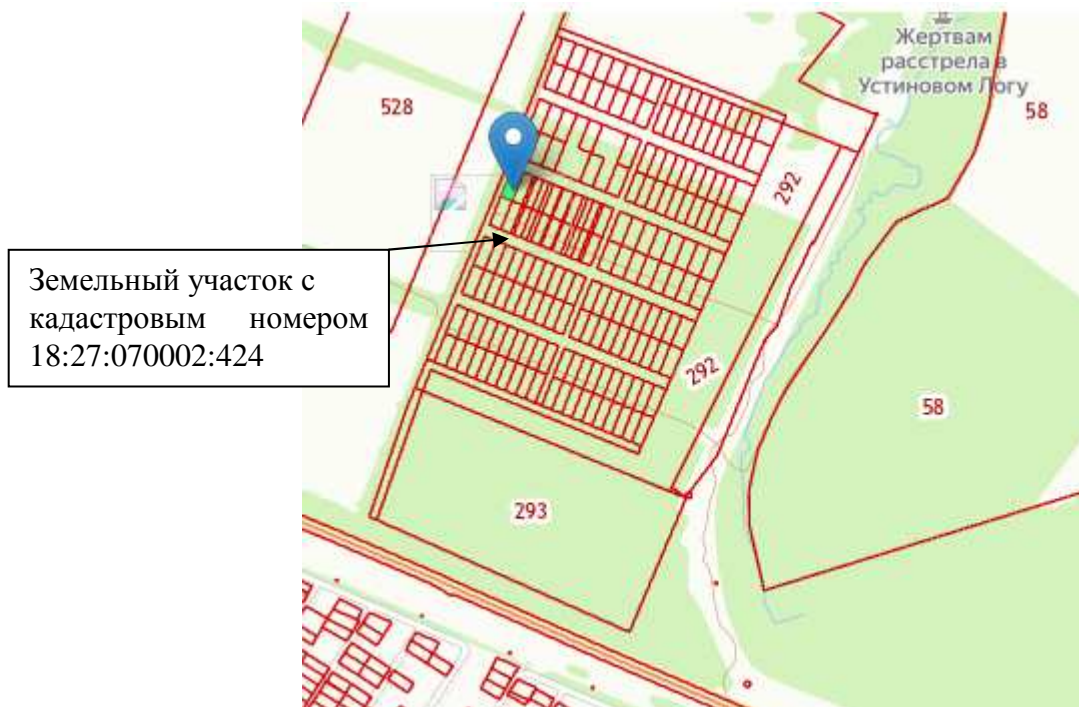 Жертвам
расстрела в
Устиновом Логу
58
528
292
Земельный участок с
кадастровым номером
18:27:070002:424
292
58
293